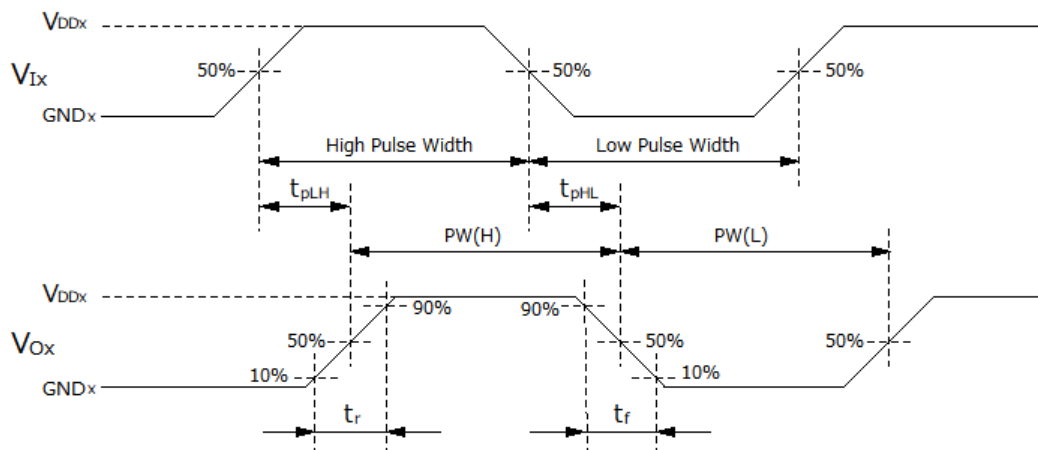 VDDx
VIx
50%
50%
50%
GNDx
High Pulse Width
Low Pulse Width
tpLH
tpHL
PW(H)
PW(L)
VDDx
90%
90%
VOx
50%
50%
50%
10%
10%
GNDx
tr
tf